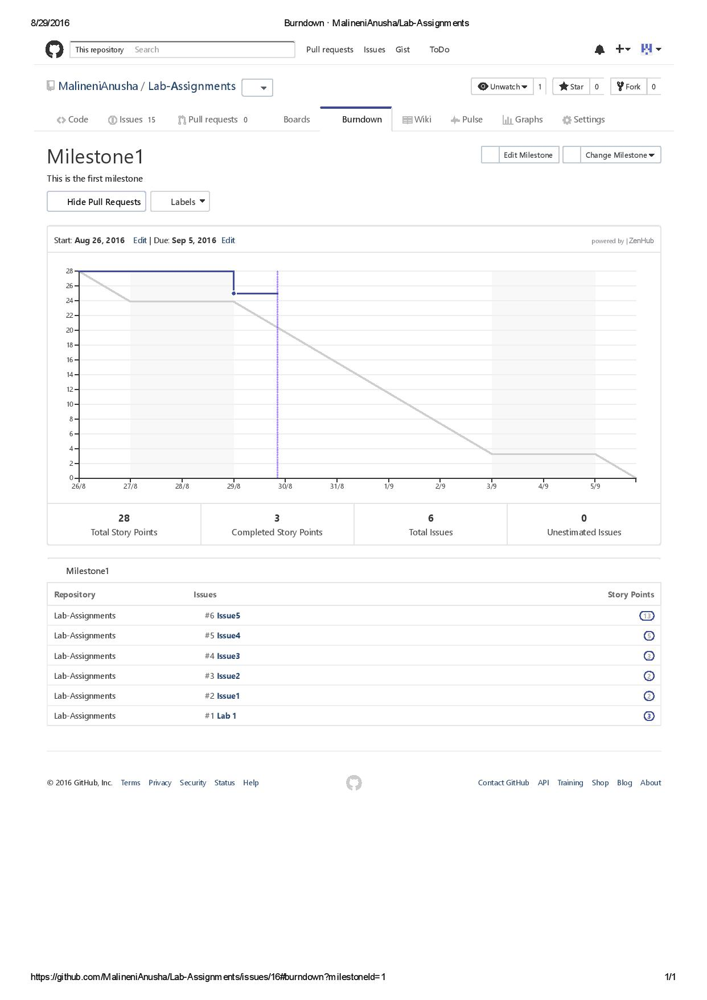 8/29/2016 Burndown · MalineniAnusha/Lab-Assignments
This repository Search Pull requests Issues Gist ToDo
MalineniAnusha / Lab-Assignments Unwatch 1 Star 0 Fork 0
Code Issues 15 Pull requests 0 Boards Burndown Wiki Pulse Graphs Settings
Milestone1 Edit Milestone Change Milestone
This is the first milestone
Hide Pull Requests Labels
Start: Aug 26, 2016 Edit | Due: Sep 5, 2016 Edit powered by | ZenHub
28
26
24
22
20
18
16
14
12
10
8
6
4
2
0
26/8 27/8 28/8 29/8 30/8 31/8 1/9 2/9 3/9 4/9 5/9
28 3 6 0
Total Story Points Completed Story Points Total Issues Unestimated Issues
Milestone1
Repository Issues Story Points
Lab-Assignments #6 Issue5 13
Lab-Assignments #5 Issue4 5
Lab-Assignments #4 Issue3 3
Lab-Assignments #3 Issue2 2
Lab-Assignments #2 Issue1 2
Lab-Assignments #1 Lab 1 3
© 2016 GitHub, Inc. Terms Privacy Security Status Help Contact GitHub API Training Shop Blog About
https://github.com/MalineniAnusha/Lab-Assignments/issues/16#burndown?milestoneId=1 1/1